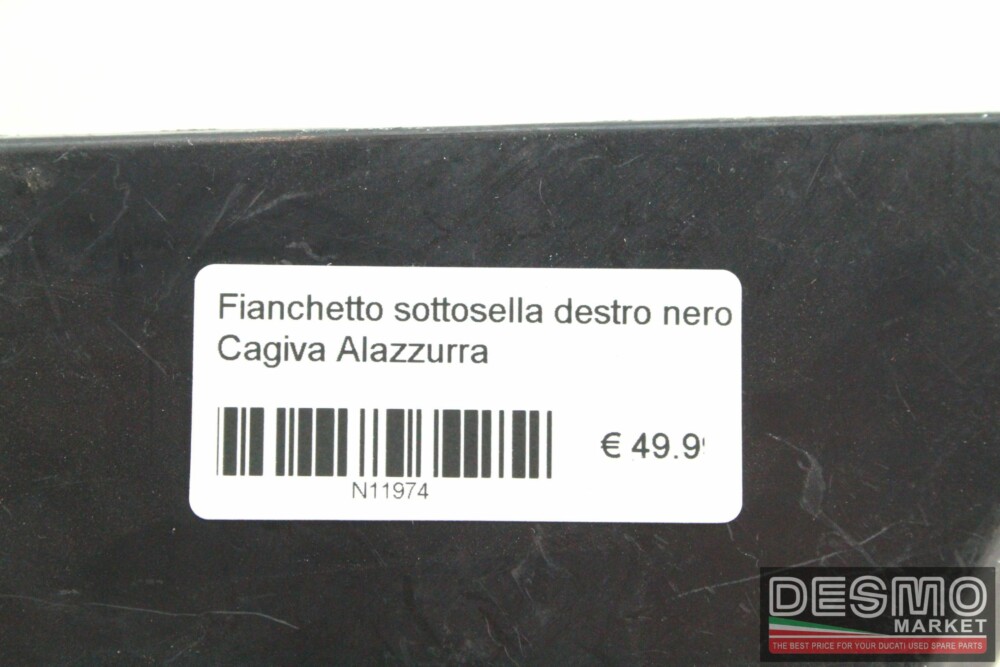 Fianchetto sottosella destro nero
Cagiva Alazzurra
€ 49.9
N11974
DESMO
MARKET
THE BEST PRICE FOR YOUR DUCATI USED SPARE PARTS